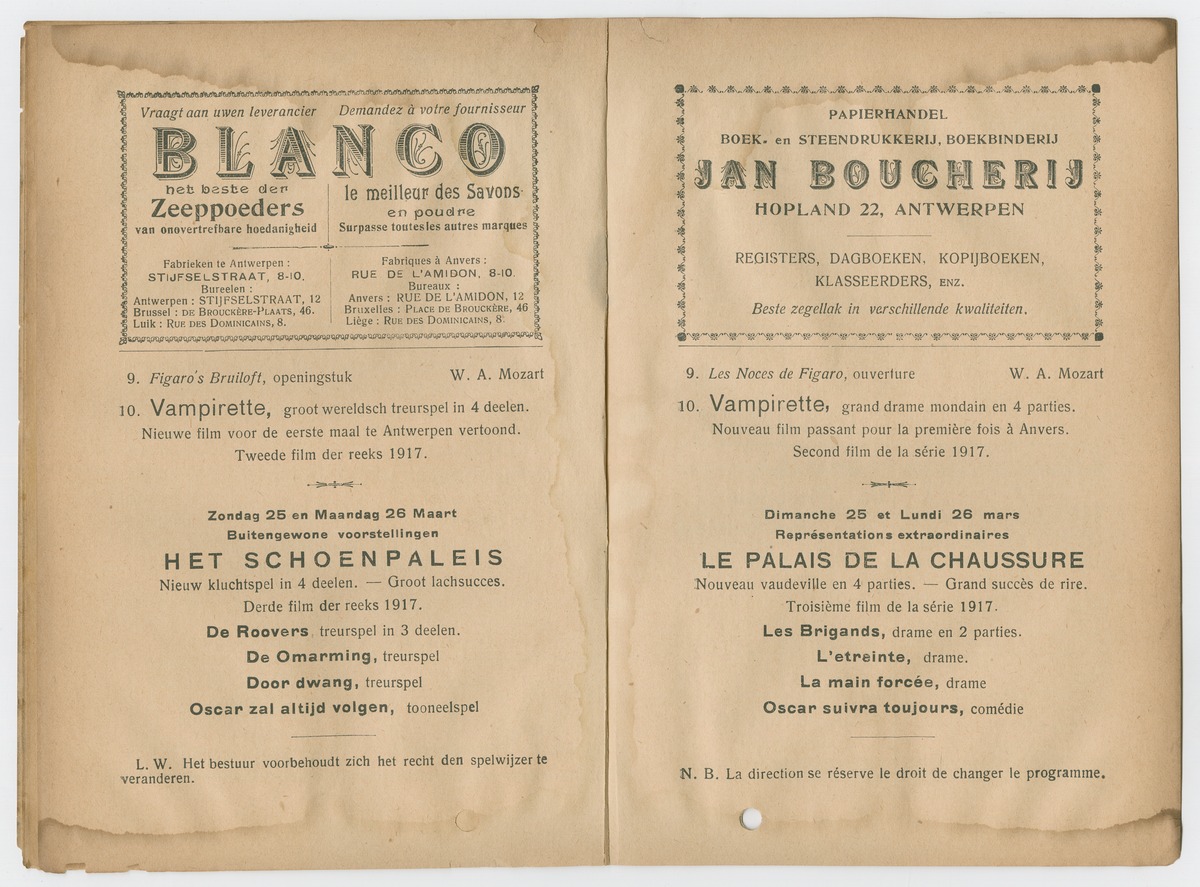 Vraagt aan uwen leverancier
Demandez à votre fournisseur
BLANCO
het beste der
Zeeppoeders
van onovertrefbare hoedanigheid
le meilleur des Savons
en poudre
Surpasse toutes les autres marques
Fabrieken te Antwerpen :
STIJFSELSTRAAT, 8-10.
Bureelen :
Antwerpen : STIJFSELSTRAAT, 12
Brussel : DE BROUCKÈRE-PLAATS, 46.
Luik : RUE DES DOMINICAINS, 8.
Fabriques à Anvers :
RUE DE L'AMIDON, 8-10.
Bureaux :
Anvers : RUE DE L'AMIDON, 12
Bruxelles : PLACE DE BROUCKÈRE, 46
Liège : RUE DES DOMINICAINS, 8.
9. Figaro's Bruiloft, openingstuk W. A. Mozart
10. Vampirette, groot wereldsch treurspel in 4 deelen.
Nieuwe film voor de eerste maal te Antwerpen vertoond.
Tweede film der reeks 1917.
Zondag 25 en Maandag 26 Maart
Buitengewone voorstellingen
HET SCHOENPALEIS
Nieuw kluchtspel in 4 deelen. — Groot lachsucces.
Derde film der reeks 1917.
De Roovers, treurspel in 3 deelen.
De Omarming, treurspel
Door dwang, treurspel
Oscar zal altijd volgen, tooneelspel
L. W. Het bestuur voorbehoudt zich het recht den spelwijzer te
veranderen.
PAPIERHANDEL
BOEK- en STEENDRUKKERIJ, BOEKBINDERIJ
JAN BOUCHERIJ
HOPLAND 22, ANTWERPEN
REGISTERS, DAGBOEKEN, KOPIJBOEKEN,
KLASSEERDERS, ENZ.
Beste zegellak in verschillende kwaliteiten.
9. Les Noces de Figaro, ouverture W. A. Mozart
10. Vampirette, grand drame mondain en 4 parties.
Nouveau film passant pour la première fois à Anvers.
Second film de la série 1917.
Dimanche 25 et Lundi 26 mars
Représentations extraordinaires
LE PALAIS DE LA CHAUSSURE
Nouveau vaudeville en 4 parties. — Grand succès de rire.
Troisième film de la série 1917.
Les Brigands, drame en 2 parties.
L'etreinte, drame.
La main forcée, drame
Oscar suivra toujours, comédie
N. B. La direction se réserve le droit de changer le programme.